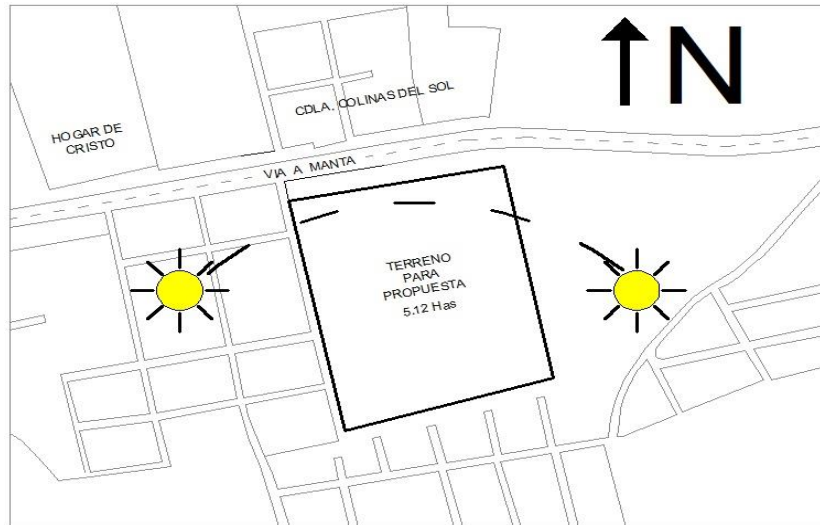 N
CDLA. COLINAS DEL SOL
HOGAR DE
CRISTO
VIA A MANTA
TERRENO
PARA
PROPUESTA
5.12 Has